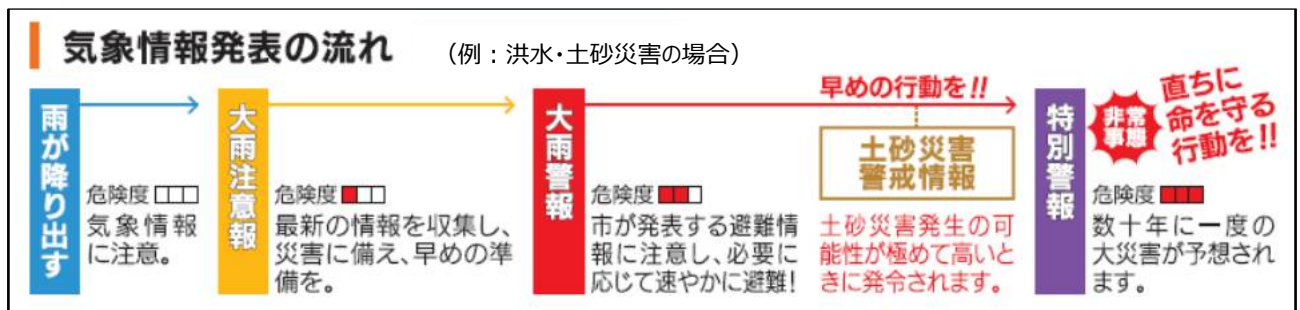 気象情報発表の流れ
（例：洪水・土砂災害の場合）
雨が降り出す
危険度
気象情報
に注意。
大雨注意報
危険度
最新の情報を収集し、
災害に備え、早めの準
備を。
大雨警報
危険度
市が発表する避難情
報に注意し、必要に
応じて速やかに避難!
早めの行動を!!
土砂災害
警戒情報
土砂災害発生の可
能性が極めて高いと
きに発令されます。
特別警報
非常
事態
直ちに
命を守る
行動を!!
危険度
数十年に一度の
大災害が予想され
ます。